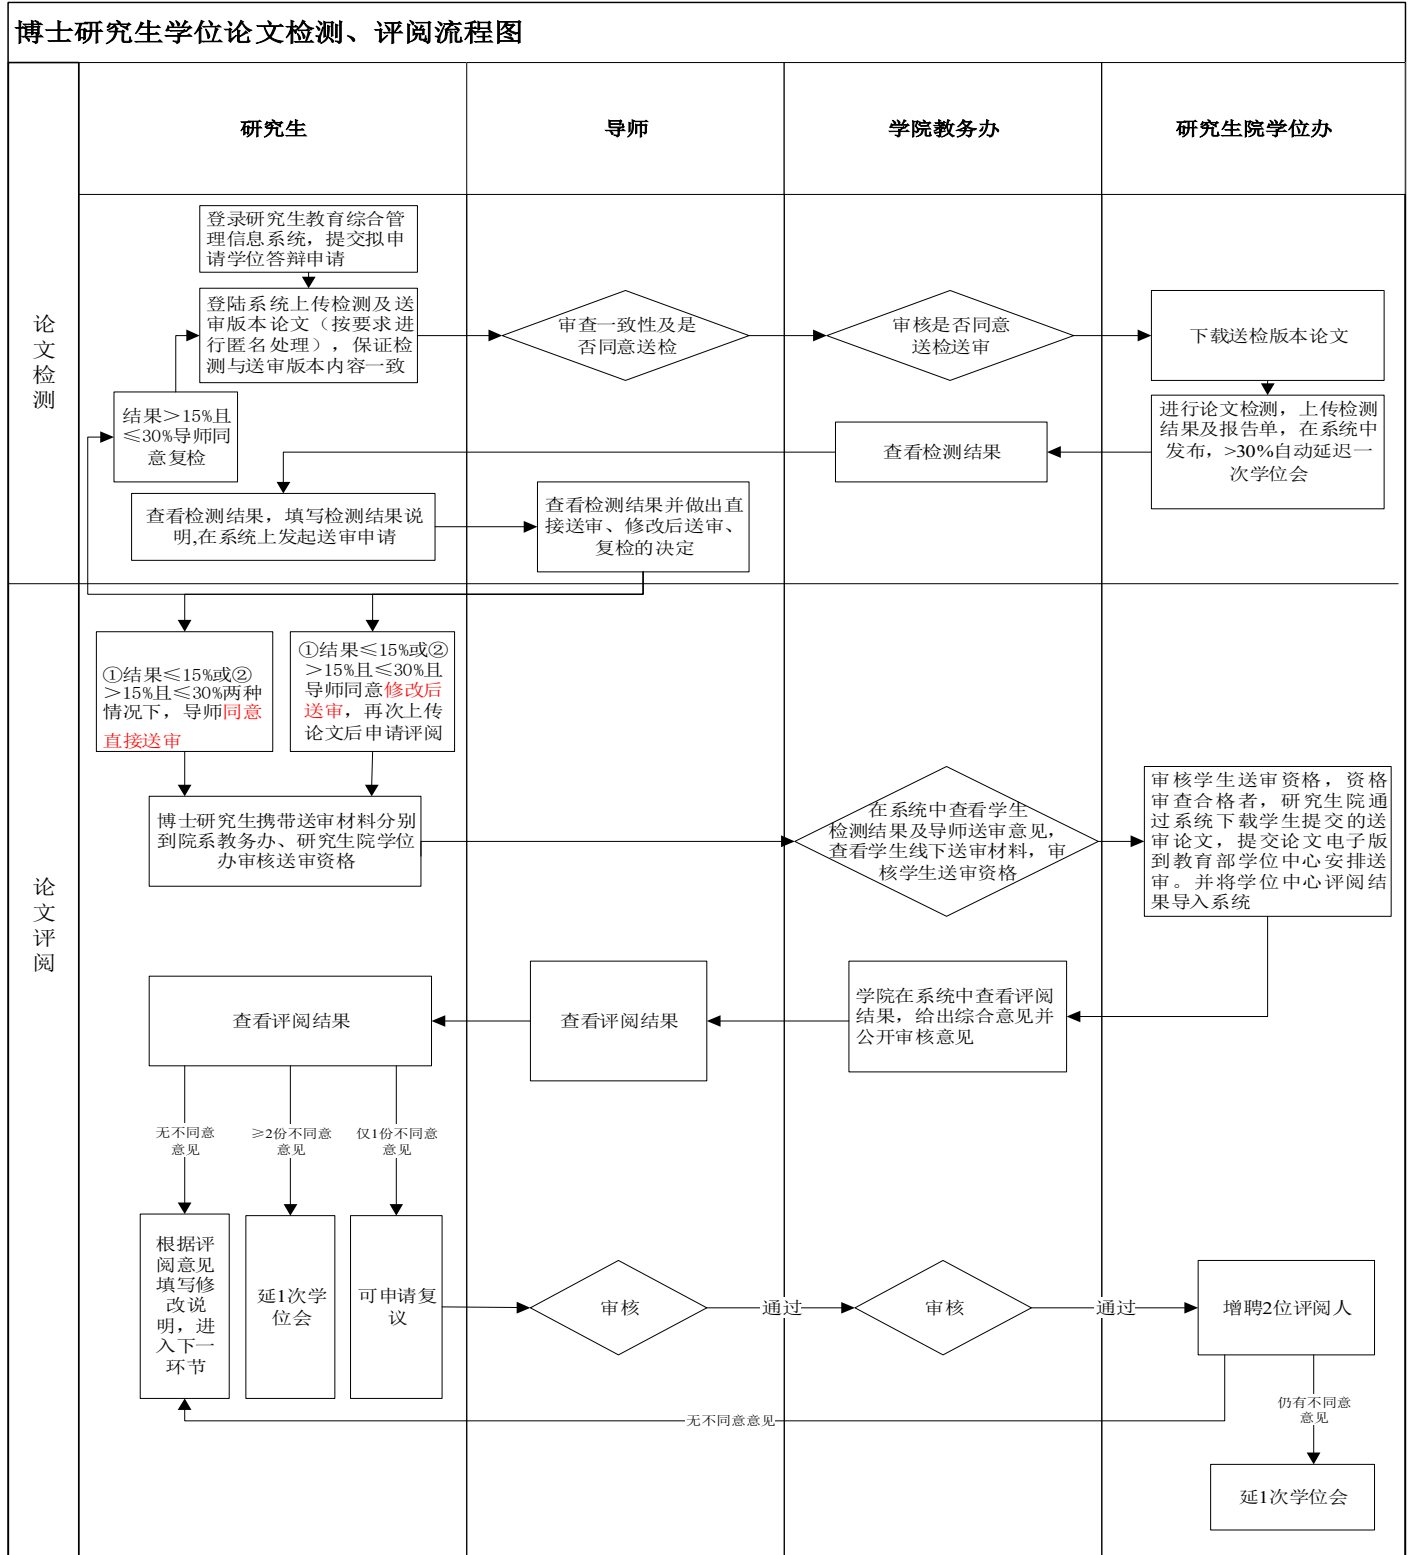 博士研究生学位论文检测、评阅流程图
研究生
导师
学院教务办
研究生院学位办
论
文
检
测
登录研究生教育综合管
理信息系统，提交拟申
请学位答辩申请
登陆系统上传检测及送
审版本论文（按要求进
行匿名处理），保证检
测与送审版本内容一致
审查一致性及是
否同意送检
审核是否同意
送检送审
下载送检版本论文
结果＞15%且
≤30%导师同
意复检
进行论文检测，上传检测
结果及报告单，在系统中
发布，>30%自动延迟一
次学位会
查看检测结果
查看检测结果，填写检测结果说
明,在系统上发起送审申请
查看检测结果并做出直
接送审、修改后送审、
复检的决定
论
文
评
阅
①结果≤15%或②
＞15%且≤30%两种
情况下，导师同意
直接送审
①结果≤15%或②
＞15%且≤30%且
导师同意修改后
送审，再次上传
论文后申请评阅
博士研究生携带送审材料分别
到院系教务办、研究生院学位
办审核送审资格
在系统中查看学生
检测结果及导师送审意见，
查看学生线下送审材料，审
核学生送审资格
审核学生送审资格，资格
审查合格者，研究生院通
过系统下载学生提交的送
审论文，提交论文电子版
到教育部学位中心安排送
审。并将学位中心评阅结
果导入系统
查看评阅结果
查看评阅结果
学院在系统中查看评阅
结果，给出综合意见并
公开审核意见
无不同意
意见
≥2份不同意
意见
仅1份不同意
意见
根据评
阅意见
填写修
改说
明，进
入下一
环节
延1次学
位会
可申请复
议
审核
通过
审核
通过
增聘2位评阅人
无不同意意见
仍有不同意
意见
延1次学位会